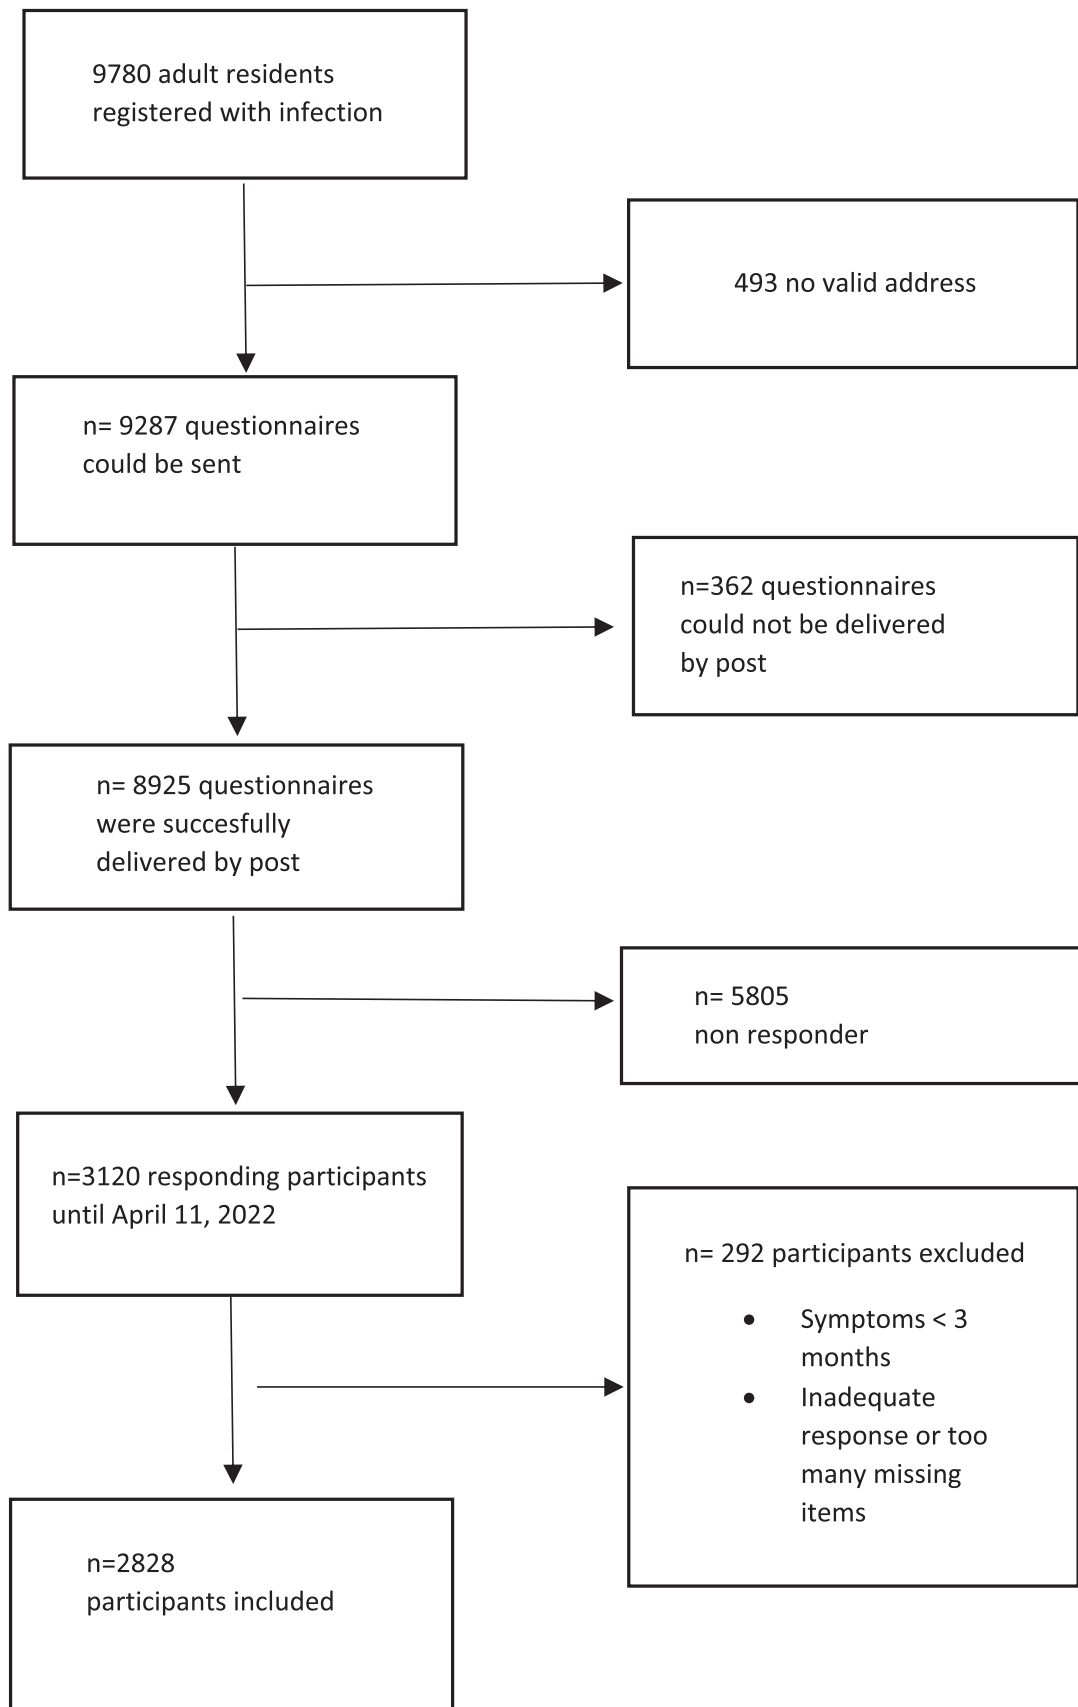 9780 adult residents
registered with infection
493 no valid address
n= 9287 questionnaires
could be sent
n=362 questionnaires
could not be delivered
by post
n= 8925 questionnaires
were succesfully
delivered by post
n= 5805
non responder
n=3120 responding participants
until April 11, 2022
n= 292 participants excluded
• Symptoms < 3
months
• Inadequate
response or too
many missing
items
n=2828
participants included